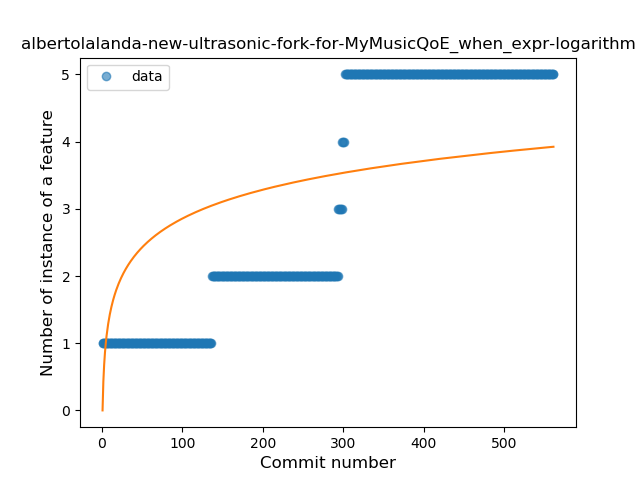 albertolalanda-new-ultrasonic-fork-for-MyMusicQoE_when_expr-logarithm
data
Number of instance of a feature
5
4
3
2
1
0
0 100 200 300 400 500
Commit number